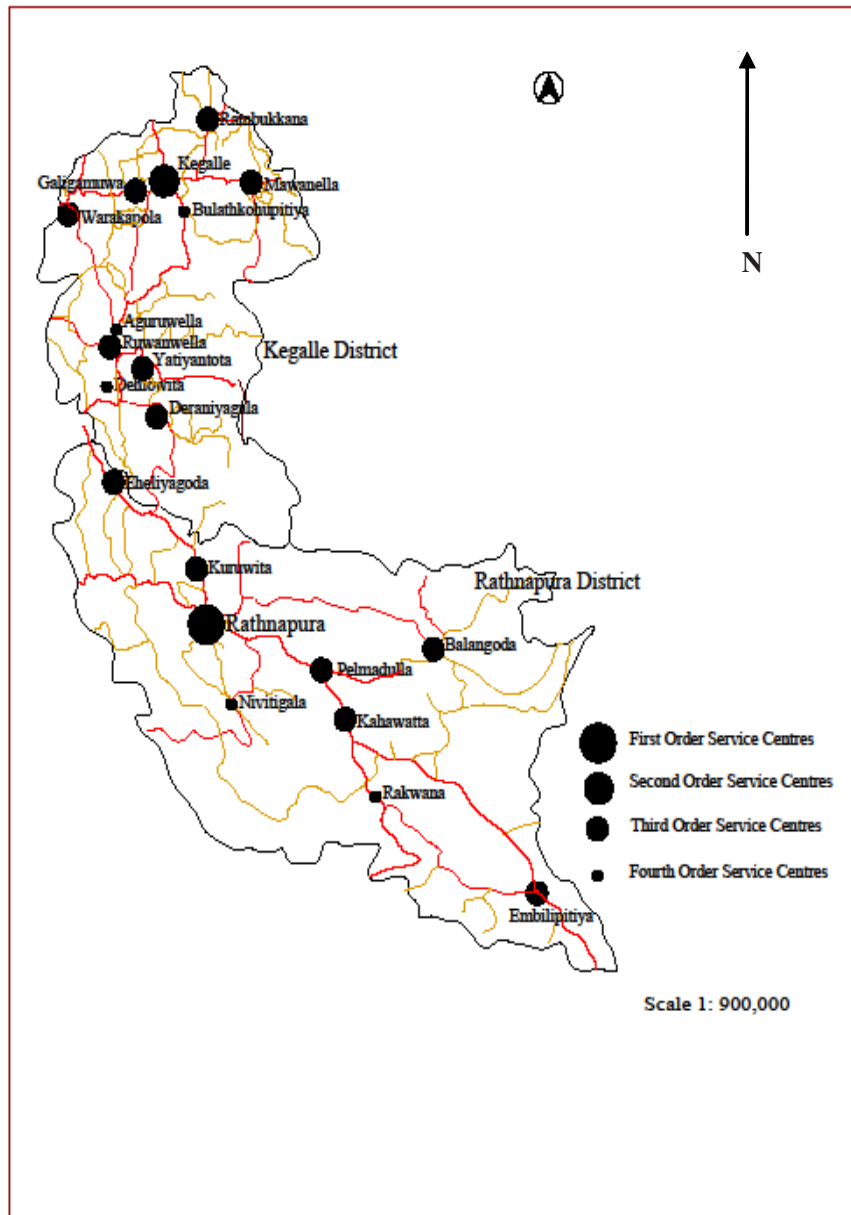 Rambukkana
Kegalle
Galigamuwa
Mawanella
Warakapola
Bulathkohupitiya
N
Aguruwella
Ruwanwella
Kegalle District
Yatiyantota
Dehiowita
Deraniyagala
Eheliyagoda
Kuruwita
Rathnapura District
Rathnapura
Balangoda
Pelmadulla
Nivitigala
Kahawatta
First Order Service Centres
Second Order Service Centres
Rakwana
Third Order Service Centres
Fourth Order Service Centres
Embilipitiya
Scale 1: 900,000